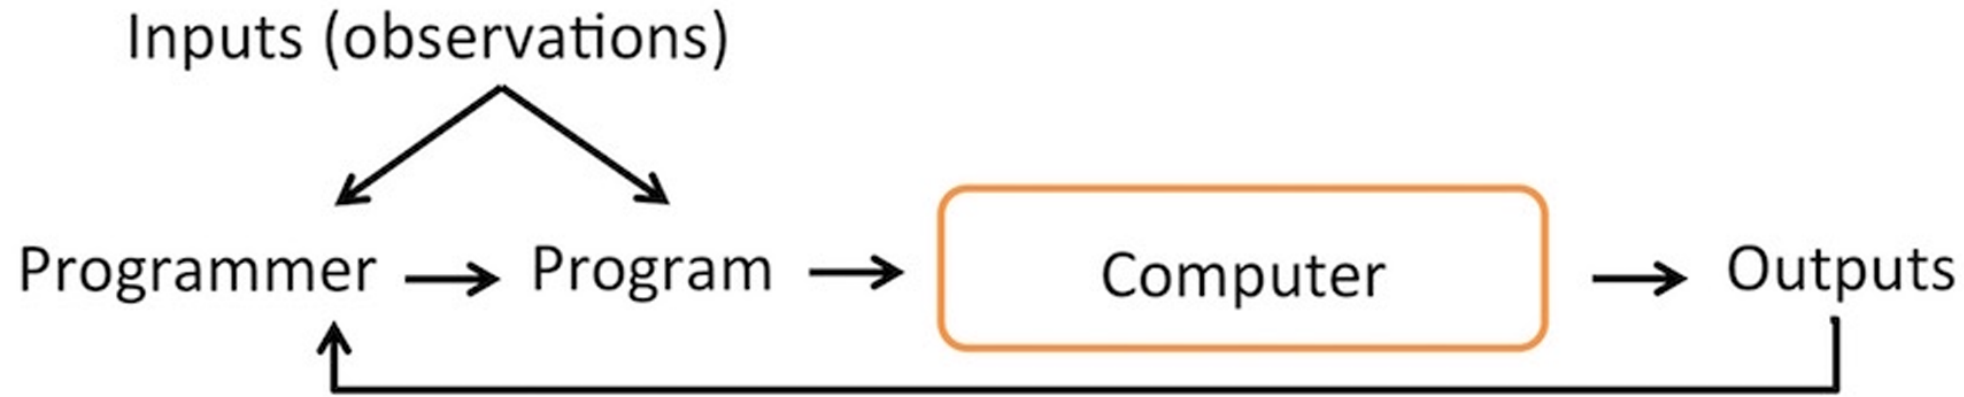 Inputs (observations)
Programmer
Program
Computer
Outputs